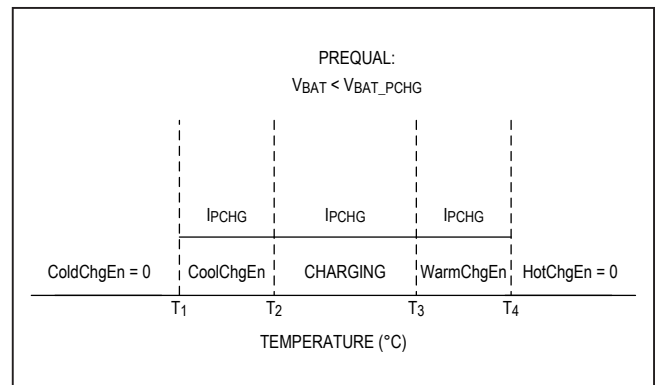 PREQUAL:
VBAT < VBAT_PCHG
IPCHG IPCHG IPCHG
ColdChgEn = 0 CoolChgEn CHARGING WarmChgEn HotChgEn = 0
T1 T2 T3 T4
TEMPERATURE (°C)